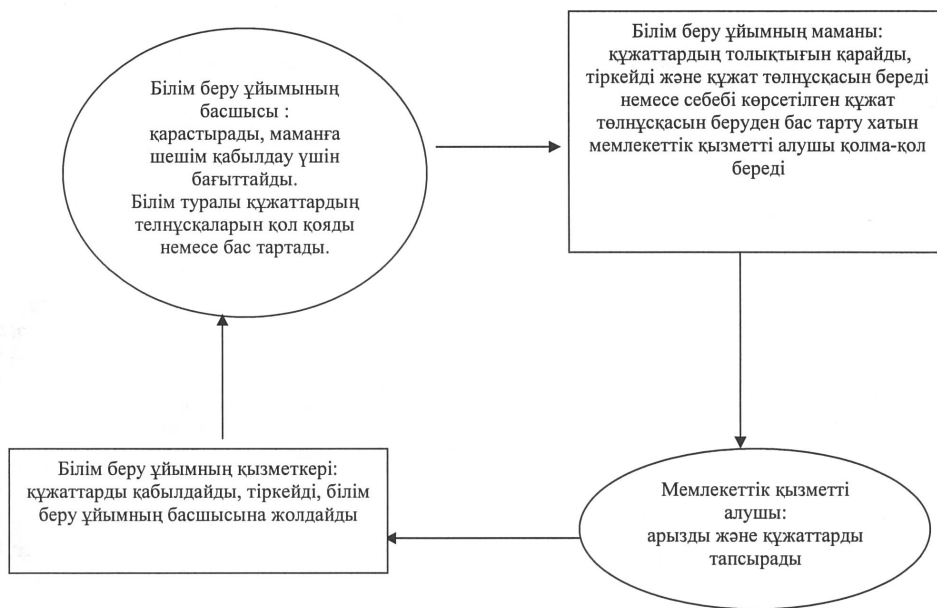 Білім беру ұйымының
басшысы :
қарастырады, маманға
шешім қабылдау үшін
бағыттайды.
Білім туралы құжаттардың
телнұсқаларын қол қояды
немесе бас тартады.
Білім беру ұйымның маманы:
құжаттардың толықтығын қарайды,
тіркейді және құжат төлнұсқасын береді
немесе себебі көрсетілген құжат
төлнұсқасын беруден бас тарту хатын
мемлекеттік қызметті алушы қолма-қол
береді
Білім беру ұйымның қызметкері:
құжаттарды қабылдайды, тіркейді, білім
беру ұйымның басшысына жолдайды
Мемлекеттік қызметті
алушы:
арызды және құжаттарды
тапсырады